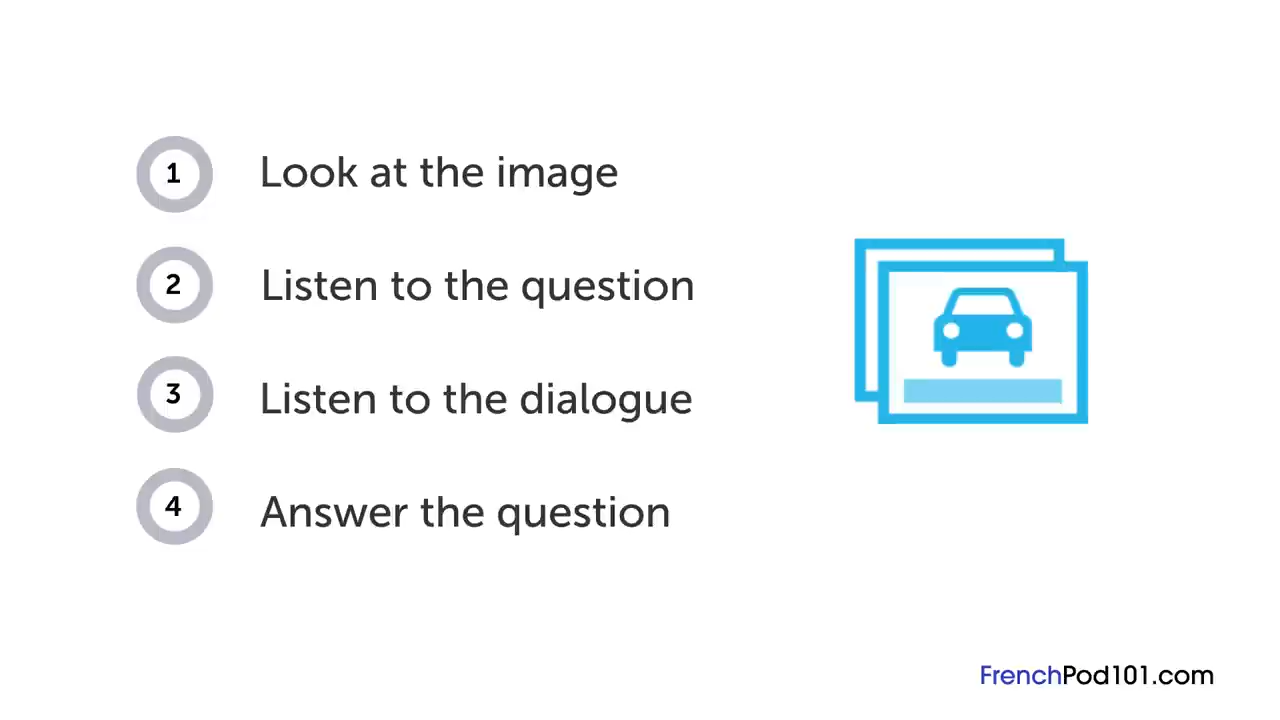 1 Look at the image
2 Listen to the question
3 Listen to the dialogue
4 Answer the question
FrenchPod101.com